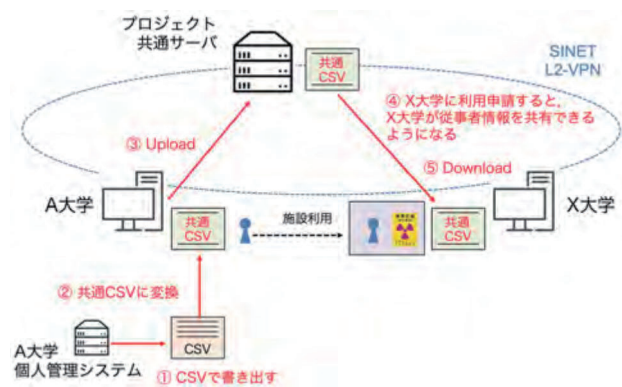 プロジェクト
共通サーバ
共通
CSV
SINET
L2-VPN
④ X大学に利用申請すると，
X大学が従事者情報を共有できる
ようになる
③ Upload
⑤ Download
A大学
X大学
共通
CSV
施設利用
共通
CSV
② 共通CSVに変換
CSV
A大学
個人管理システム
① CSVで書き出す